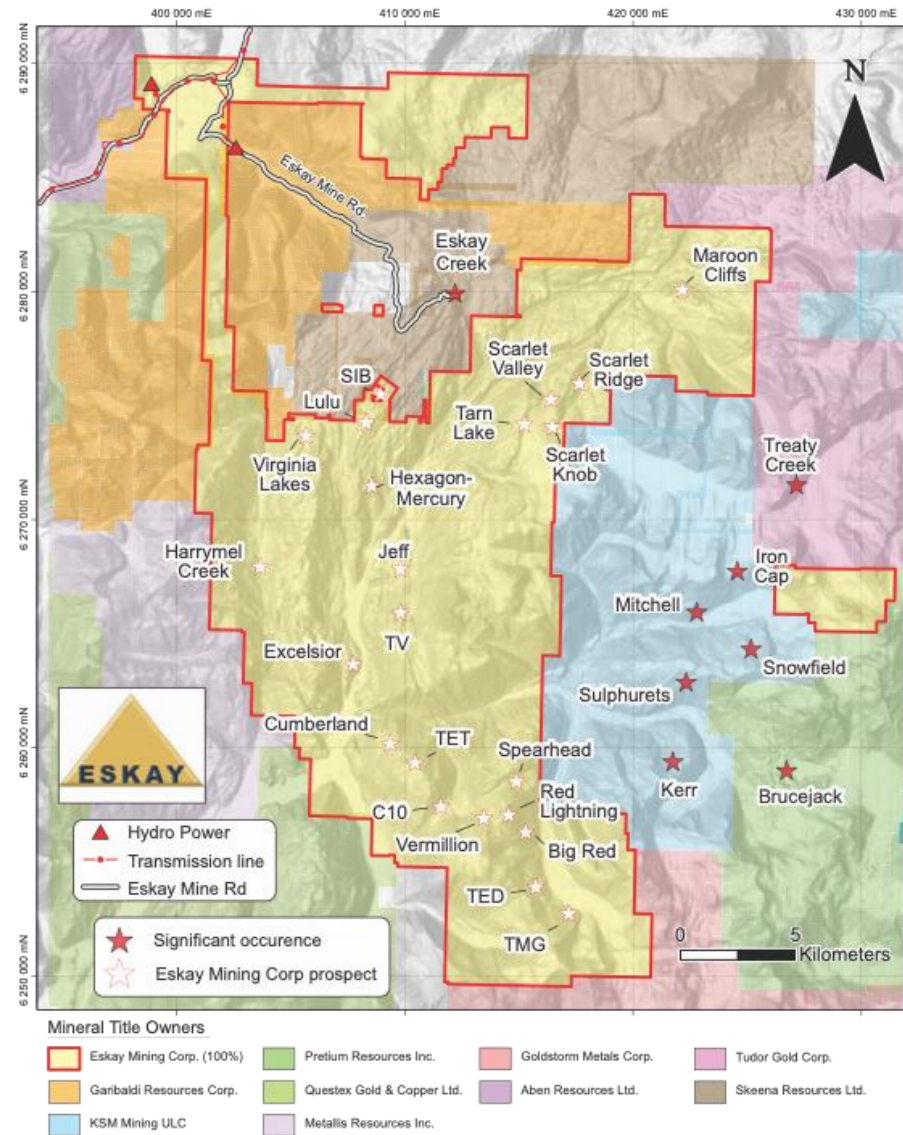 400 000 mE
410 000 mE
420 000 mE
430 000 mE
6 290 000 mN
6 280 000 mN
6 270 000 mN
6 260 000 mN
6 250 000 mN
N
Eskay Mine Rd.
Eskay
Creek
Maroon
Cliffs
Scarlet
Valley
Scarlet
Ridge
SIB
Lulu
Tarn
Lake
Scarlet
Knob
Virginia
Lakes
Hexagon-
Mercury
Treaty
Creek
Harrymel
Creek
Jeff
Iron
Cap
Mitchell
TV
Excelsior
Snowfield
Sulphurets
Cumberland
TET
Spearhead
Kerr
Brucejack
C10
Red
Lightning
Vermillion
Big Red
TED
TMG
ESKAY
Hydro Power
Transmission line
Eskay Mine Rd
Significant occurence
Eskay Mining Corp prospect
0 5
Kilometers
Mineral Title Owners
Eskay Mining Corp. (100%)
Pretium Resources Inc.
Goldstorm Metals Corp.
Tudor Gold Corp.
Garibaldi Resources Corp.
Questex Gold & Copper Ltd.
Aben Resources Ltd.
Skeena Resources Ltd.
KSM Mining ULC
Metallis Resources Inc.